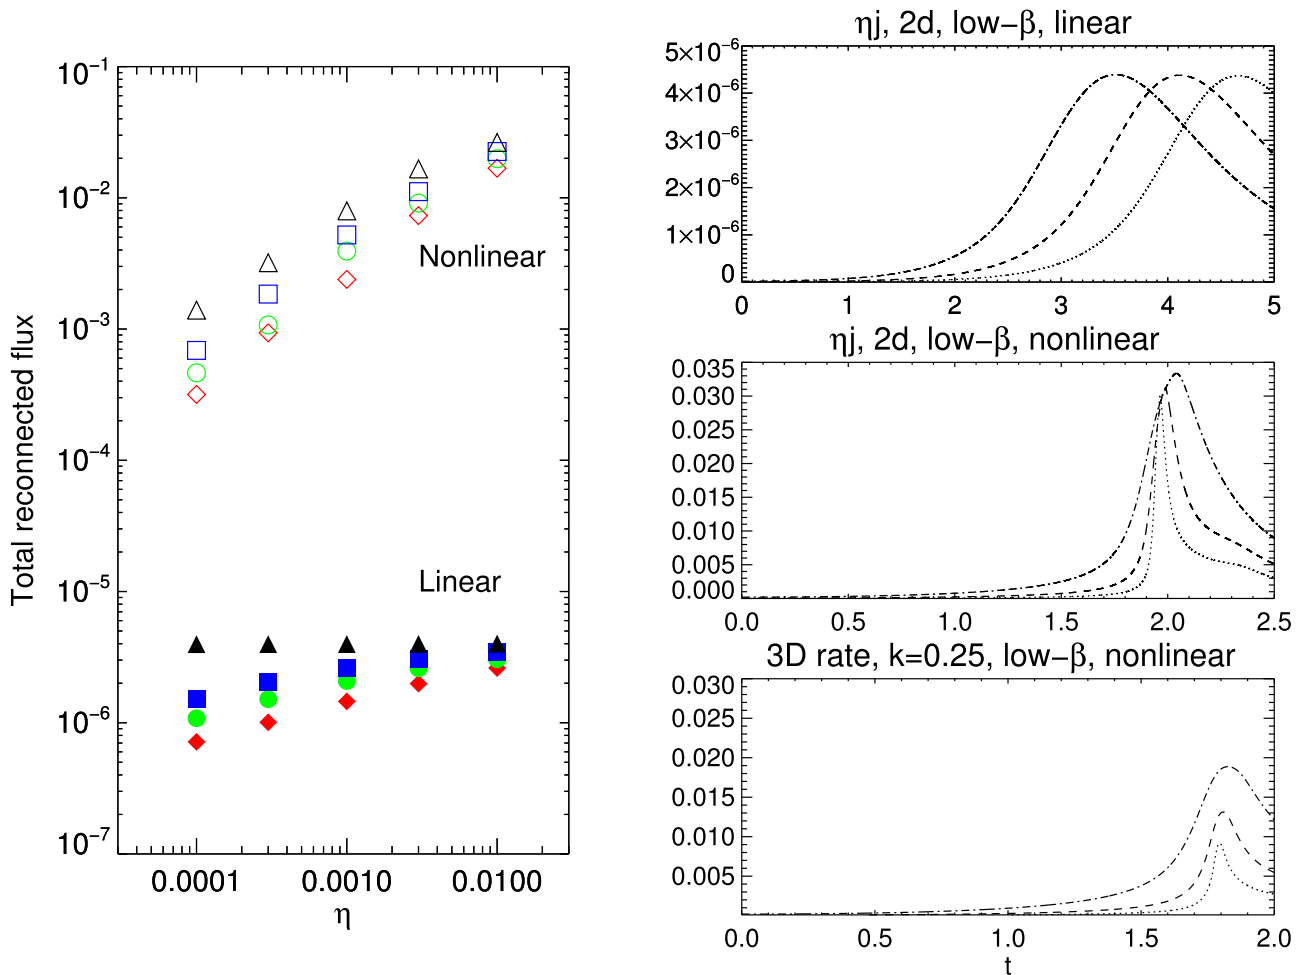 10−1
10−2
10−3
10−4
10−5
10−6
10−7
Total reconnected flux
Nonlinear
Linear
0.0001 0.0010 0.0100
η
ηj, 2d, low−β, linear
5×10−6
4×10−6
3×10−6
2×10−6
1×10−6
0
0 1 2 3 4 5
ηj, 2d, low−β, nonlinear
0.035
0.030
0.025
0.020
0.015
0.010
0.005
0.000
0.0 0.5 1.0 1.5 2.0 2.5
3D rate, k=0.25, low−β, nonlinear
0.030
0.025
0.020
0.015
0.010
0.005
0.0 0.5 1.0 1.5 2.0
t